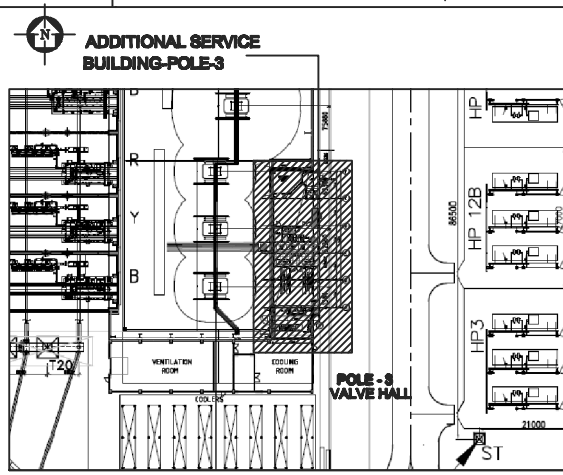 N
ADDITIONAL SERVICE
BUILDING-POLE-3
B
HP
R
HP 12B
86500
Y
B
HP3
VENTILATION
ROOM
COOLING
ROOM
T20
POLE - 3
VALVE HALL
COOLERS
21000
ST